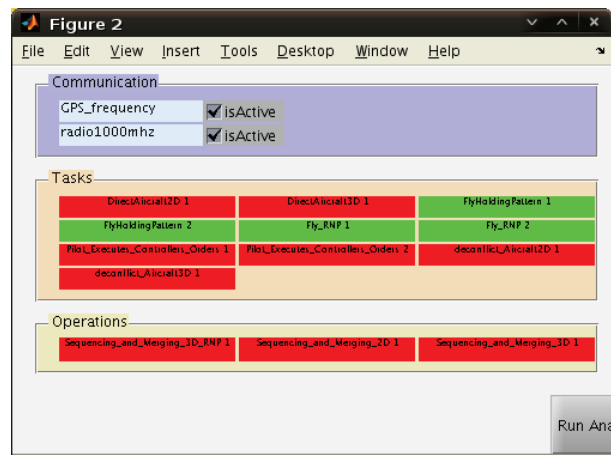 Figure 2
File Edit View Insert Tools Desktop Window Help
Communication
GPS_frequency isActive
radio1000mhz isActive
Tasks
DirectAircraft2D 1 DirectAircraft3D 1 FlyHoldingPattern 1
FlyHoldingPattern 2 Fly_RNP 1 Fly_RNP 2
Pilot_Executes_Controllers_Orders 1 Pilot_Executes_Controllers_Orders 2 deconflict_Aircraft2D 1
deconflict_Aircraft3D 1
Operations
Sequencing_and_Merging_3D_RNP 1 Sequencing_and_Merging_2D 1 Sequencing_and_Merging_3D 1
Run Ana